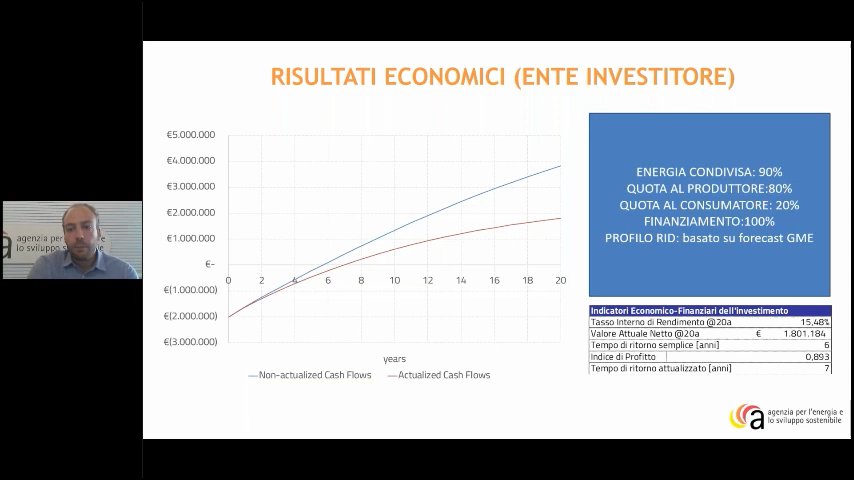 RISULTATI ECONOMICI (ENTE INVESTITORE)
€5.000.000
€4.000.000
€3.000.000
€2.000.000
€1.000.000
€-
€(1.000.000)
€(2.000.000)
€(3.000.000)
0 2 4 6 8 10 12 14 16 18 20
years
Non-actualized Cash Flows Actualized Cash Flows
ENERGIA CONDIVISA: 90%
QUOTA AL PRODUTTORE:80%
QUOTA AL CONSUMATORE: 20%
FINANZIAMENTO:100%
PROFILO RID: basato su forecast GME
Indicatori Economico-Finanziari dell'investimento
Tasso Interno di Rendimento @20a 15,48%
Valore Attuale Netto @20a € 1.801.184
Tempo di ritorno semplice [anni] 6
Indice di Profitto 0,893
Tempo di ritorno attualizzato [anni] 7
a agenzia per l'energia e
lo sviluppo sostenibile
a agenzia per
lo sviluppo